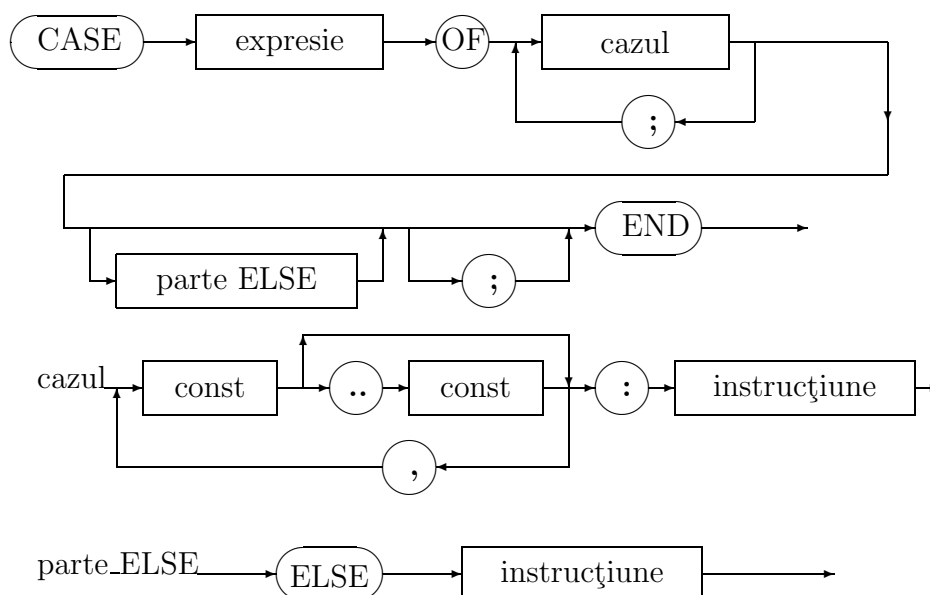 CASE expresie OF cazul
;
END
parte ELSE ;
cazul const .. const : instrucţiune
,
parte_ELSE ELSE instrucţiune